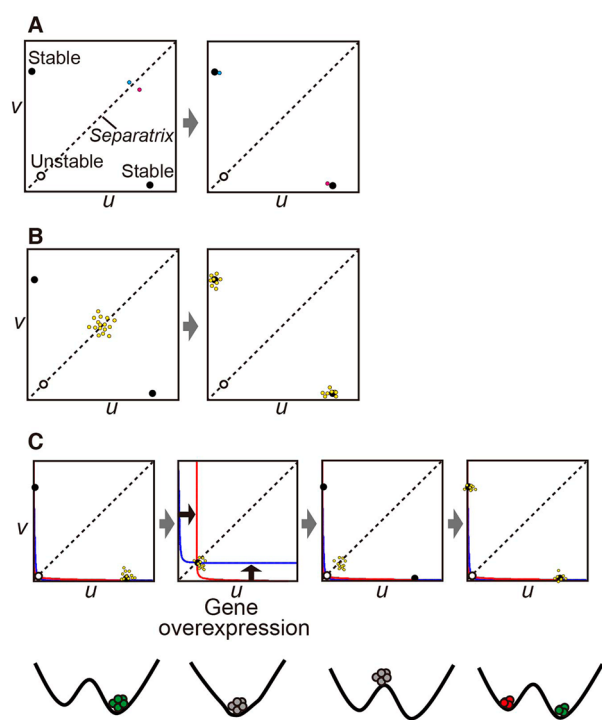 A
Stable
v
Separatrix
Unstable
Stable
u
u
B
v
u
u
C
v
u
u
u
u
Gene
overexpression